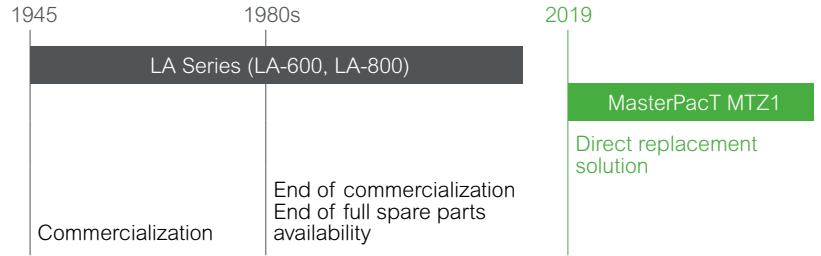 1945
1980s
2019
LA Series (LA-600, LA-800)
MasterPacT MTZ1
Direct replacement
solution
End of commercialization
End of full spare parts
availability
Commercialization